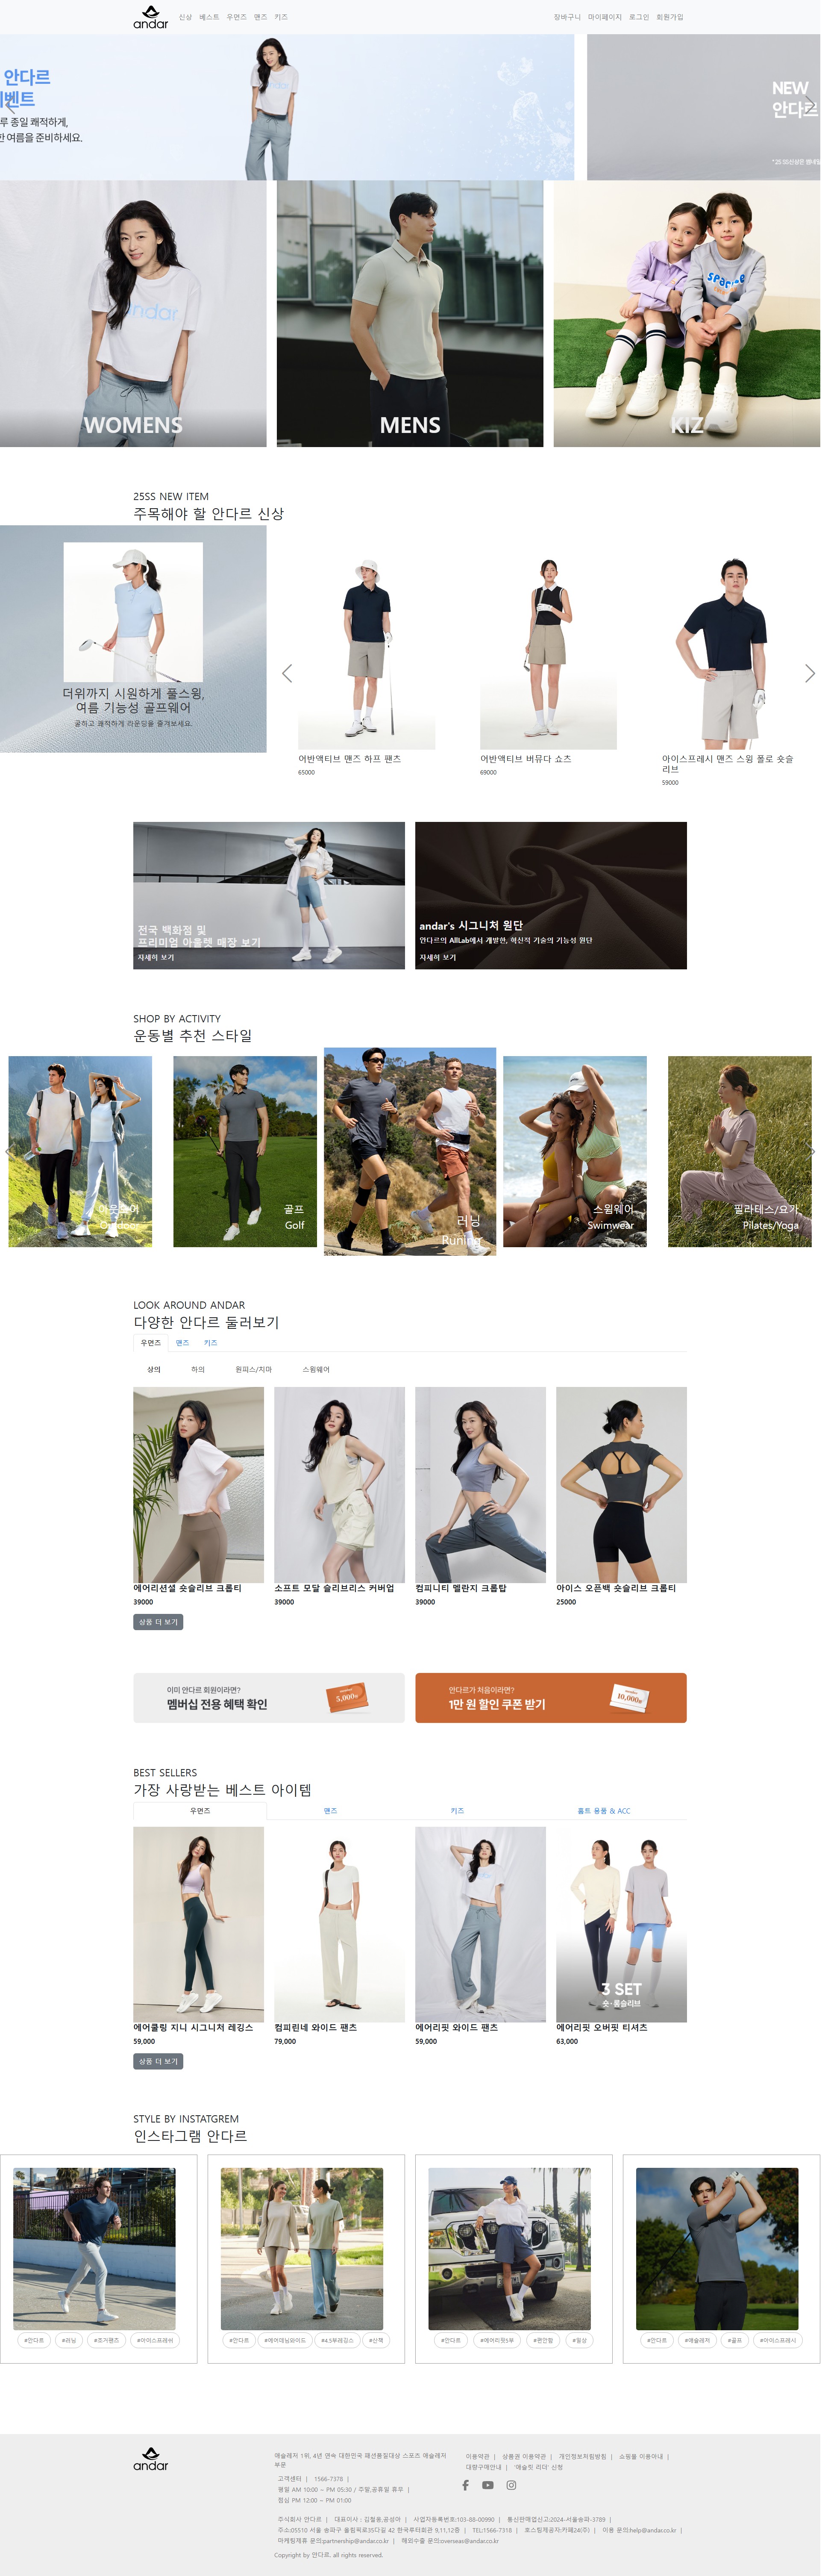 andar
신상 베스트 우먼즈 맨즈 키즈
장바구니 마이페이지 로그인 회원가입
안다르
이벤트
루 종일 쾌적하게,
한 여름을 준비하세요.
NEW
안다르
andar
WOMENS
MENS
KIZ
25SS NEW ITEM
주목해야 할 안다르 신상
더위까지 시원하게 풀스윙,
여름 기능성 골프웨어
쿨하고 쾌적하게 라운딩을 즐겨보세요.
어반액티브 맨즈 하프 팬츠
65000
어반액티브 버뮤다 쇼츠
69000
아이스프레시 맨즈 스윙 폴로 숏슬
리브
59000
전국 백화점 및
프리미엄 아울렛 매장 보기
자세히 보기
andar's 시그니처 원단
안다르의 AllLab에서 개발한, 혁신적 기술의 기능성 원단
자세히 보기
SHOP BY ACTIVITY
운동별 추천 스타일
아웃도어
Outdoor
골프
Golf
러닝
Runing
스윔웨어
Swimwear
필라테스/요가
Pilates/Yoga
LOOK AROUND ANDAR
다양한 안다르 둘러보기
우먼즈 맨즈 키즈
상의 하의 원피스/치마 스윔웨어
에어리션셜 숏슬리브 크롭티
39000
소프트 모달 슬리브리스 커버업
39000
컴피니티 멜란지 크롭탑
39000
아이스 오픈백 숏슬리브 크롭티
25000
상품 더 보기
이미 안다르 회원이라면?
멤버십 전용 혜택 확인
5,000원
안다르가 처음이라면?
1만 원 할인 쿠폰 받기
10,000원
BEST SELLERS
가장 사랑받는 베스트 아이템
우먼즈 맨즈 키즈 홈트 용품 & ACC
3 SET
숏·롱슬리브
에어쿨링 지니 시그니처 레깅스
59,000
컴피린네 와이드 팬츠
79,000
에어리핏 와이드 팬츠
59,000
에어리핏 오버핏 티셔츠
63,000
상품 더 보기
STYLE BY INSTATGREM
인스타그램 안다르
#안다르 #러닝 #조거팬츠 #아이스프레쉬
#안다르 #에어데님와이드 #4.5부레깅스 #산책
#안다르 #에어리핏5부 #편안함 #일상
#안다르 #애슬레저 #골프 #아이스프레시
andar
애슬레저 1위, 4년 연속 대한민국 패션품질대상 스포츠 애슬레저
부문
고객센터 | 1566-7378 |
평일 AM 10:00 ~ PM 05:30 / 주말,공휴일 휴무 |
점심 PM 12:00 ~ PM 01:00
이용약관 | 상품권 이용약관 | 개인정보처림방침 | 쇼핑몰 이용아내 |
대량구매안내 | '애슬릿 리더' 신청
주식회사 안다르 | 대표이사 : 김철웅,공성아 | 사업자등록번호:103-88-00990 | 통신판매업신고:2024-서울송파-3789 |
주소:05510 서울 송파구 올림픽로35다길 42 한국루터회관 9,11,12층 | TEL:1566-7318 | 호스팅제공자:카페24(주) | 이용 문의:help@andar.co.kr |
마케팅제휴 문의:partnership@andar.co.kr | 해외수출 문의:overseas@andar.co.kr
Copyright by 안다르. all rights reserved.